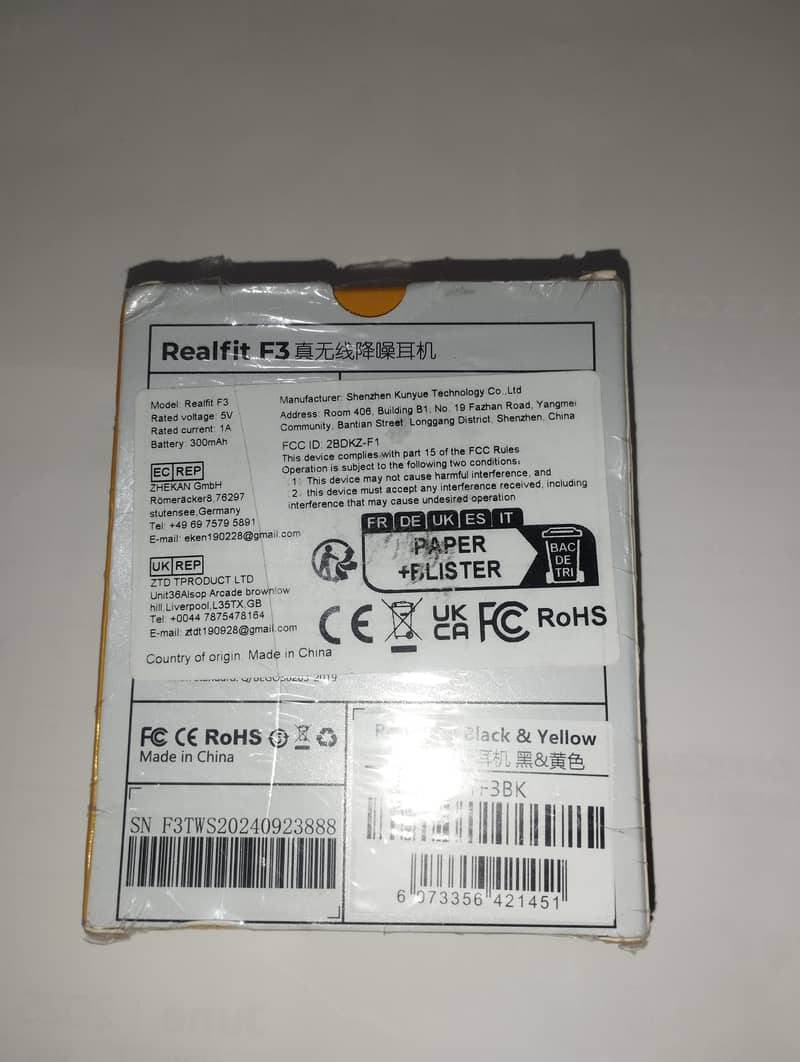 Realfit F3 真无线降噪耳机
Model: Realfit F3
Rated voltage: 5V
Rated current: 1A
Battery: 300mAh
EC REP
ZHEKAN GmbH
Römeräcker8,76297
stutensee,Germany
Tel: +49 69 7579 5891
E-mail: eken190228@gmail.com
UK REP
ZTD TPRODUCT LTD
Unit36Alsop Arcade brownlow
hill,Liverpool,L35TX,GB
Tel: +0044 7875478164
E-mail: ztdt190928@gmail.com
Country of origin: Made in China
Manufacturer: Shenzhen Kunyue Technology Co.,Ltd
Address: Room 406, Building B1, No. 19 Fazhan Road, Yangmei
Community, Bantian Street, Longgang District, Shenzhen, China
FCC ID: 2BDKZ-F1
This device complies with part 15 of the FCC Rules
Operation is subject to the following two conditions:
1: This device may not cause harmful interference, and
2: this device must accept any interference received, including
interference that may cause undesired operation
FR DE UK ES IT
PAPER
+BLISTER
BAC
DE
TRI
CE UK
CA FC RoHS
FC CE RoHS
Made in China
SN F3TWS20240923888
Black & Yellow
耳机 黑&黄色
F3BK
6 073356 421451